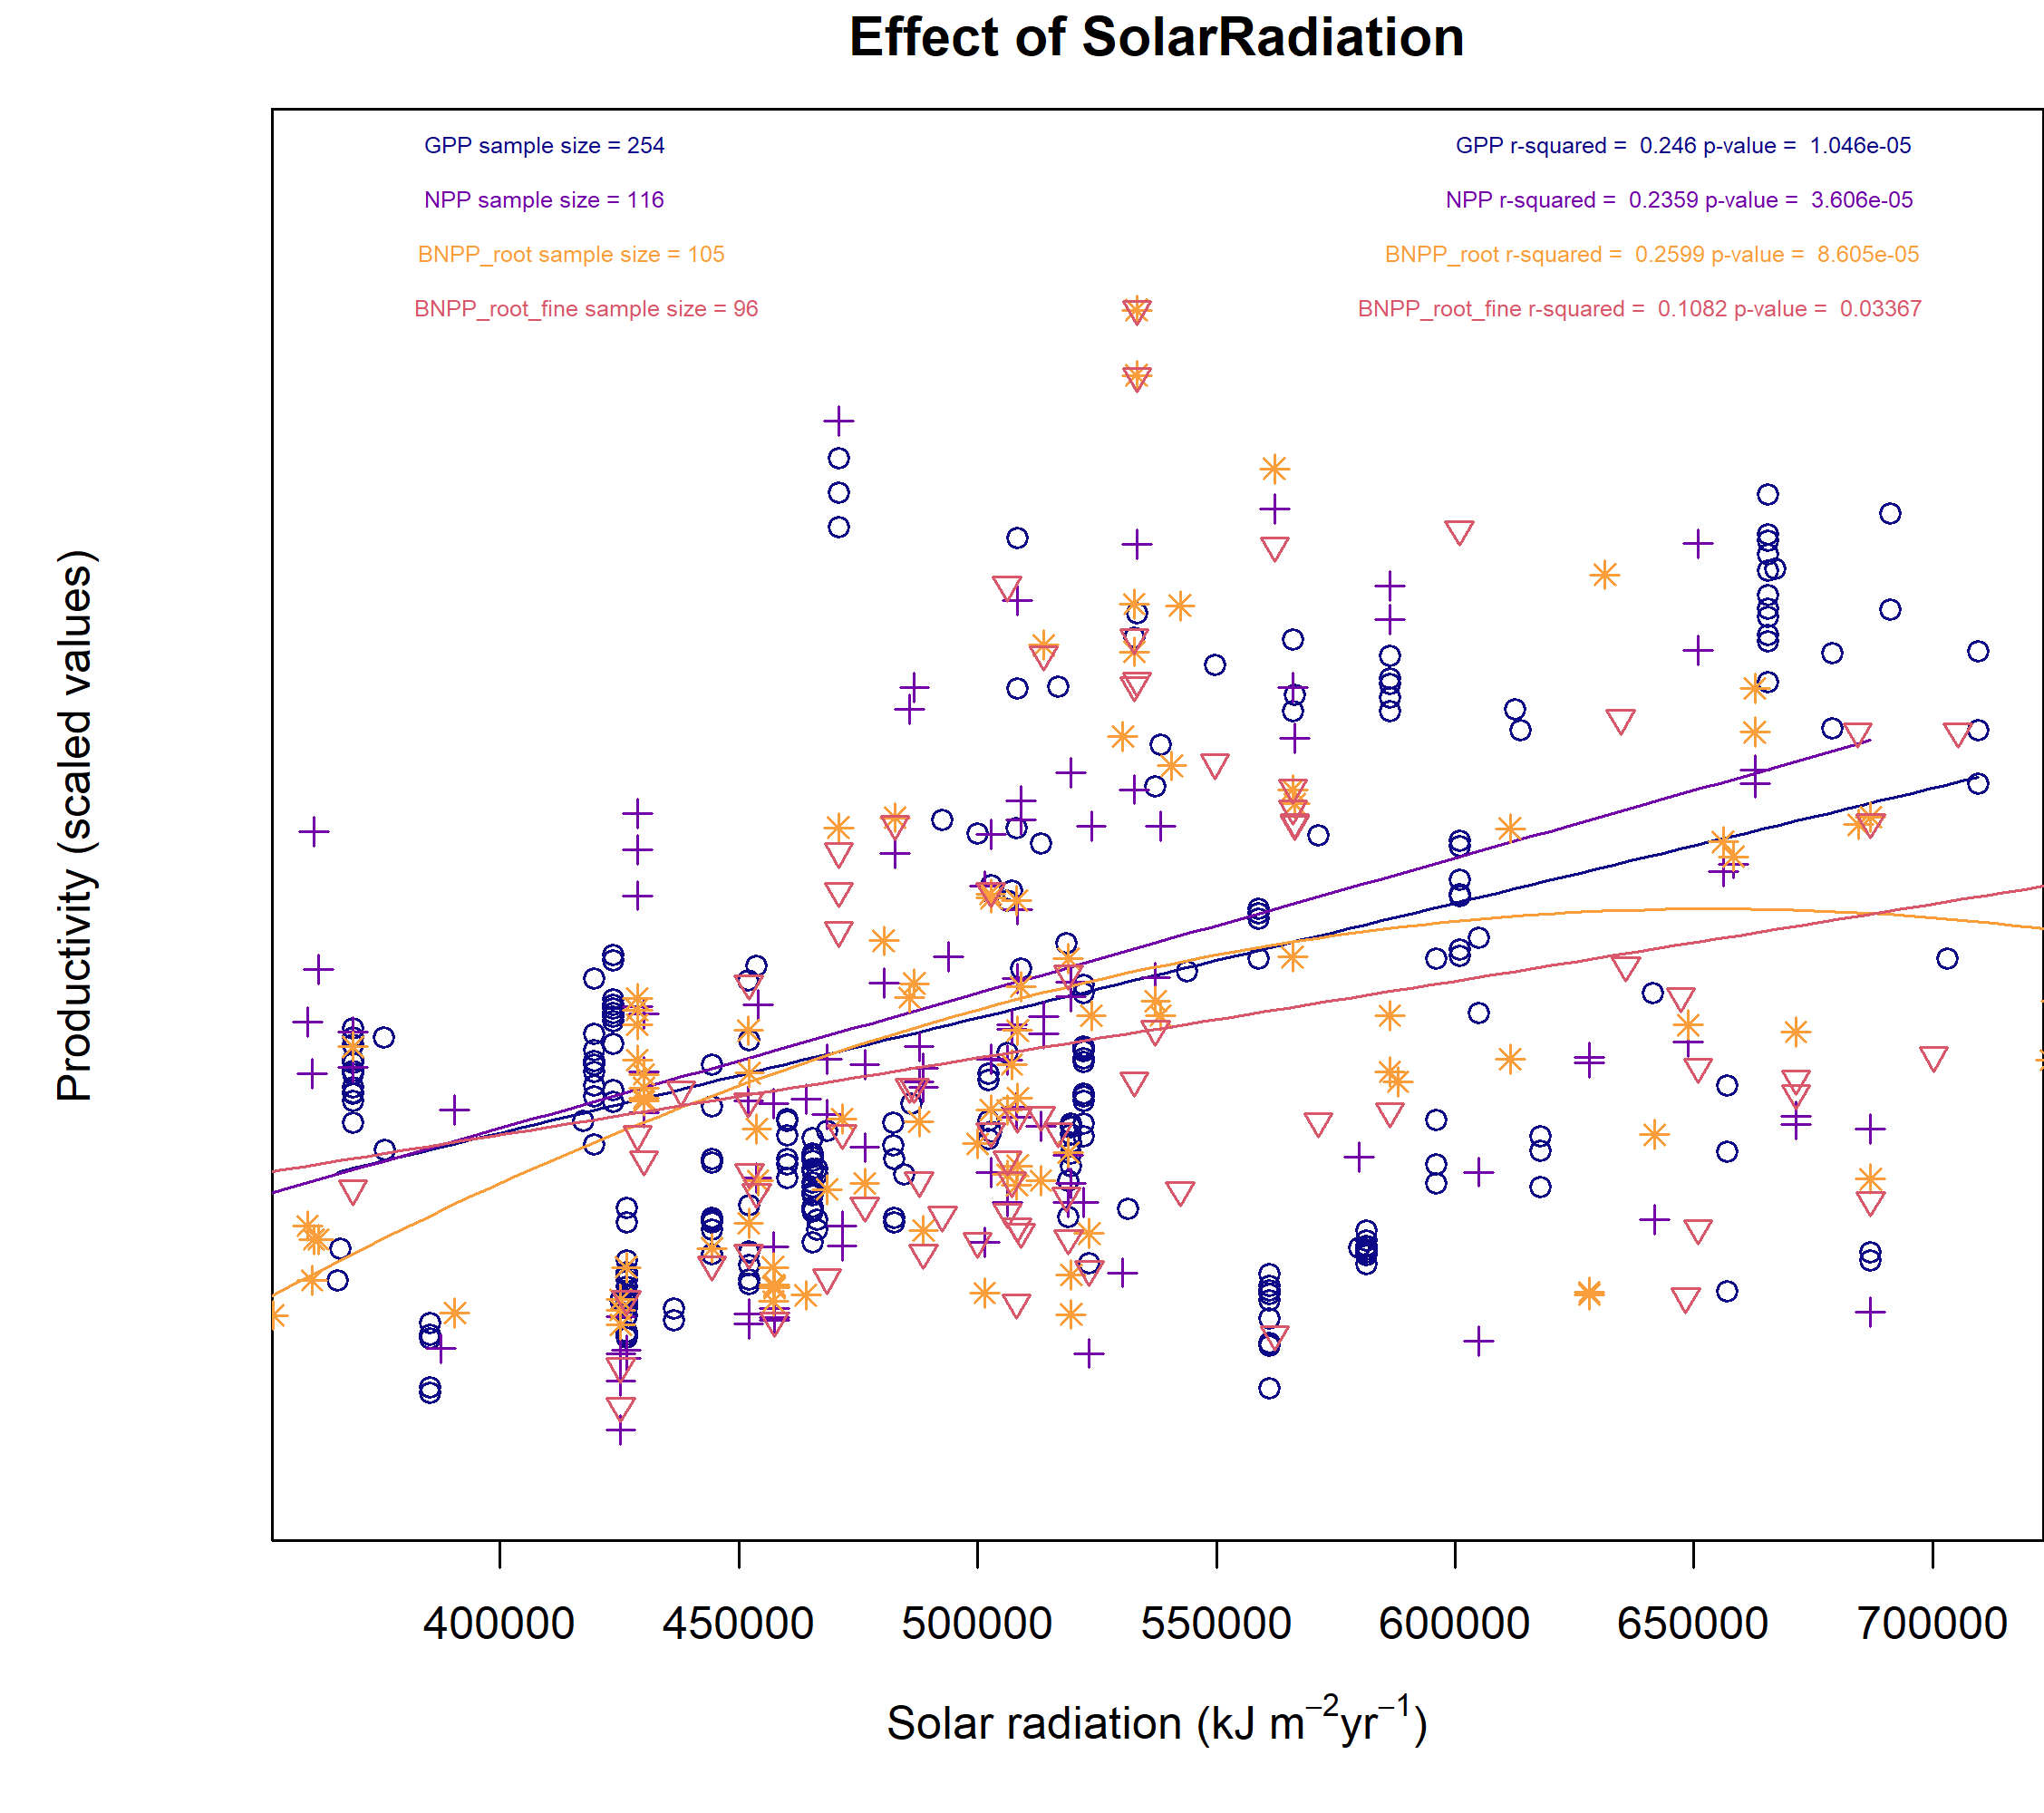 Effect of SolarRadiation
GPP sample size = 254
GPP r-squared = 0.246 p-value = 1.046e-05
NPP sample size = 116
NPP r-squared = 0.2359 p-value = 3.606e-05
BNPP_root sample size = 105
BNPP_root r-squared = 0.2599 p-value = 8.605e-05
BNPP_root_fine sample size = 96
BNPP_root_fine r-squared = 0.1082 p-value = 0.03367
Productivity (scaled values)
400000 450000 500000 550000 600000 650000 700000
Solar radiation (kJ m⁻²yr⁻¹)